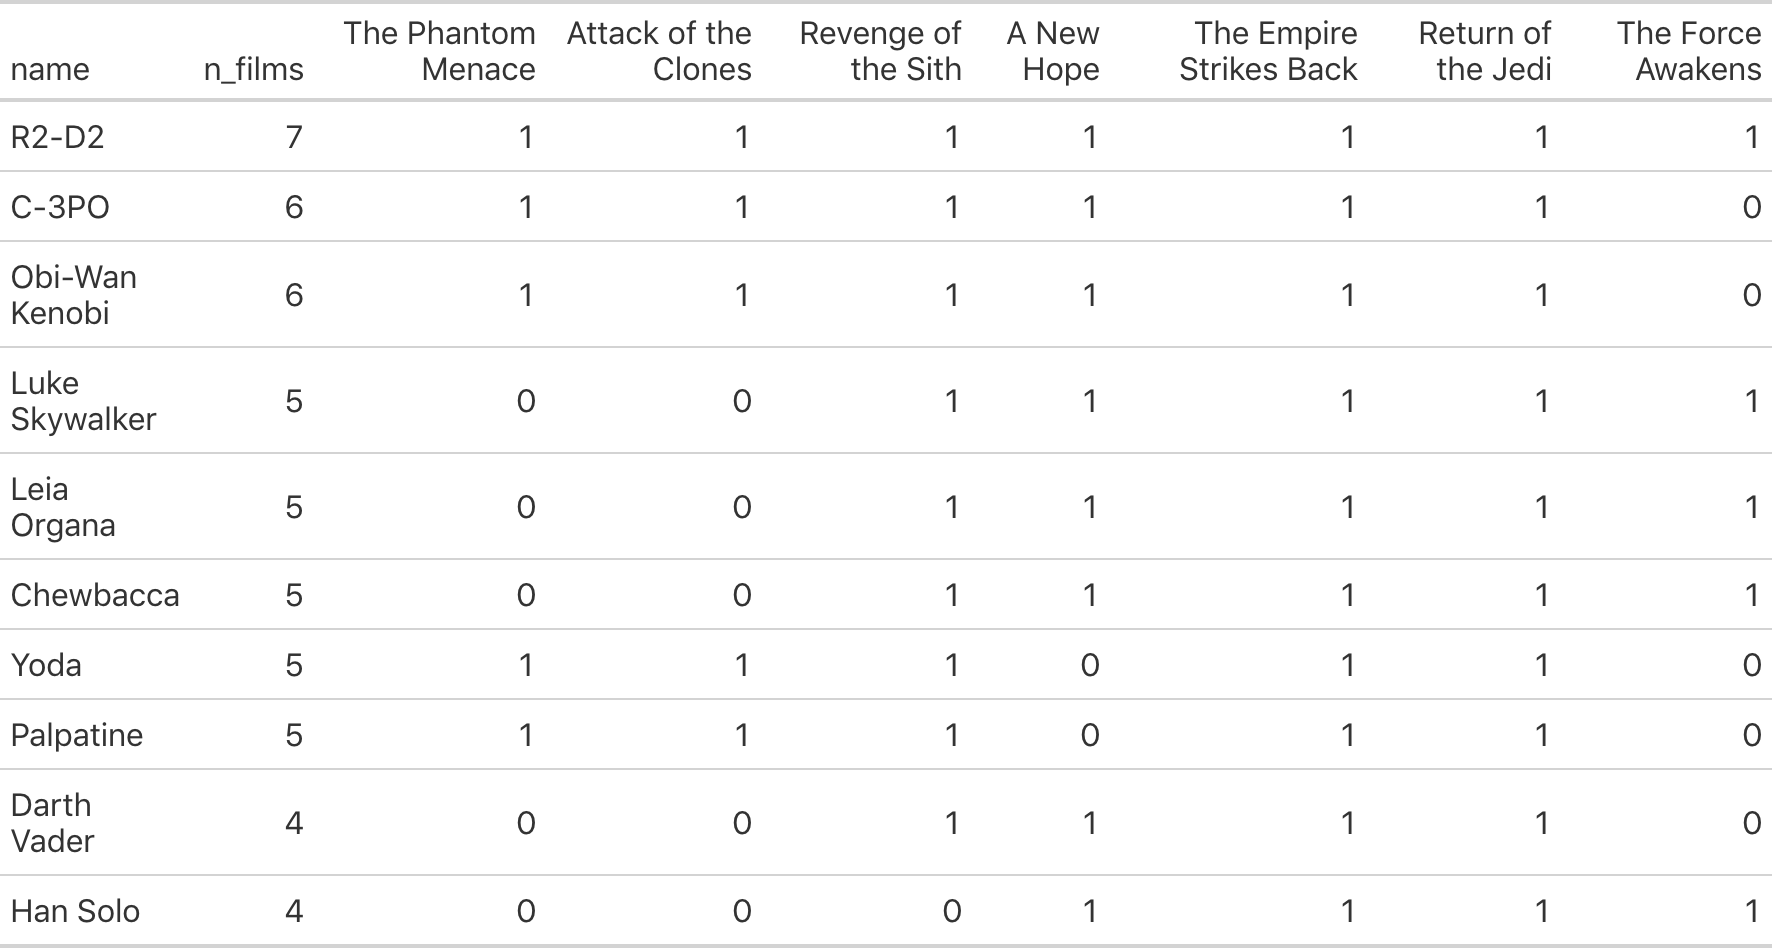 name n_films The Phantom Menace Attack of the Clones Revenge of the Sith A New Hope The Empire Strikes Back Return of the Jedi The Force Awakens
R2-D2 7 1 1 1 1 1 1 1
C-3PO 6 1 1 1 1 1 1 0
Obi-Wan Kenobi 6 1 1 1 1 1 1 0
Luke Skywalker 5 0 0 1 1 1 1 1
Leia Organa 5 0 0 1 1 1 1 1
Chewbacca 5 0 0 1 1 1 1 1
Yoda 5 1 1 1 0 1 1 0
Palpatine 5 1 1 1 0 1 1 0
Darth Vader 4 0 0 1 1 1 1 0
Han Solo 4 0 0 0 1 1 1 1